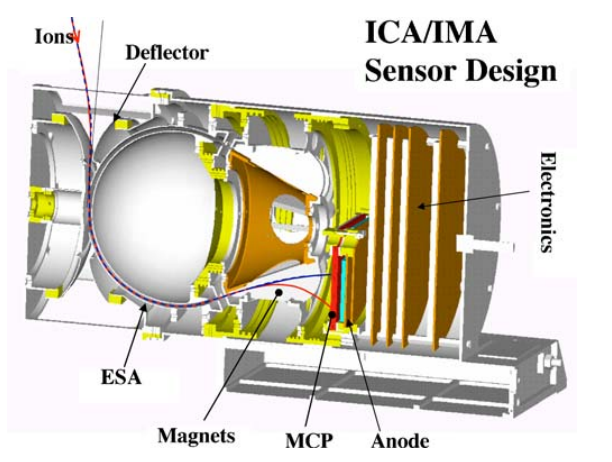 ICA/IMA
Sensor Design
Ions
Deflector
Electronics
ESA
Magnets
MCP
Anode